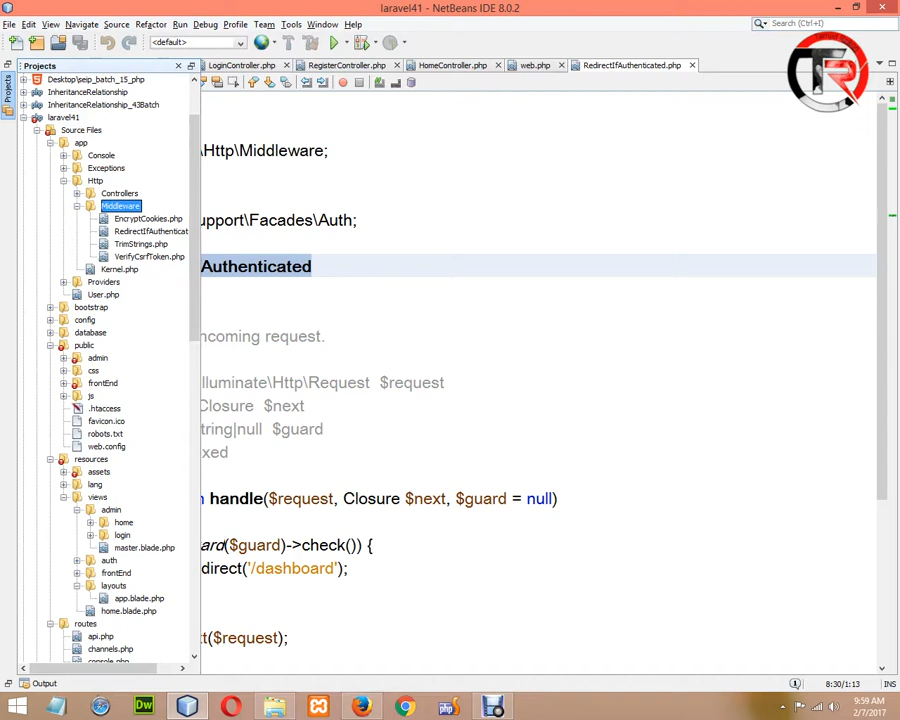 laravel41 - NetBeans IDE 8.0.2
File Edit View Navigate Source Refactor Run Debug Profile Team Tools Window Help
Search (Ctrl+I)
<default>
Projects
LoginController.php
RegisterController.php
HomeController.php
web.php
RedirectIfAuthenticated.php
TR
Projects
Desktop\seip_batch_15_php
InheritanceRelationship
InheritanceRelationship_43Batch
laravel41
Source Files
app
Console
Exceptions
Http
Controllers
Middleware
EncryptCookies.php
RedirectIfAuthenticat
TrimStrings.php
VerifyCsrfToken.php
Kernel.php
Providers
User.php
bootstrap
config
database
public
admin
css
frontEnd
js
.htaccess
favicon.ico
robots.txt
web.config
resources
assets
lang
views
admin
home
login
master.blade.php
auth
frontEnd
layouts
app.blade.php
home.blade.php
routes
api.php
channels.php
console.php
\Http\Middleware;
upport\Facades\Auth;
Authenticated
ncoming request.
lluminate\Http\Request $request
Closure $next
tring|null $guard
xed
n handle($request, Closure $next, $guard = null)
ard($guard)->check()) {
direct('/dashboard');
t($request);
Output
8:30/1:13
INS
9:59 AM
2/7/2017